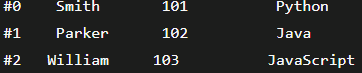 #0 Smith 101 Python
#1 Parker 102 Java
#2 William 103 JavaScript